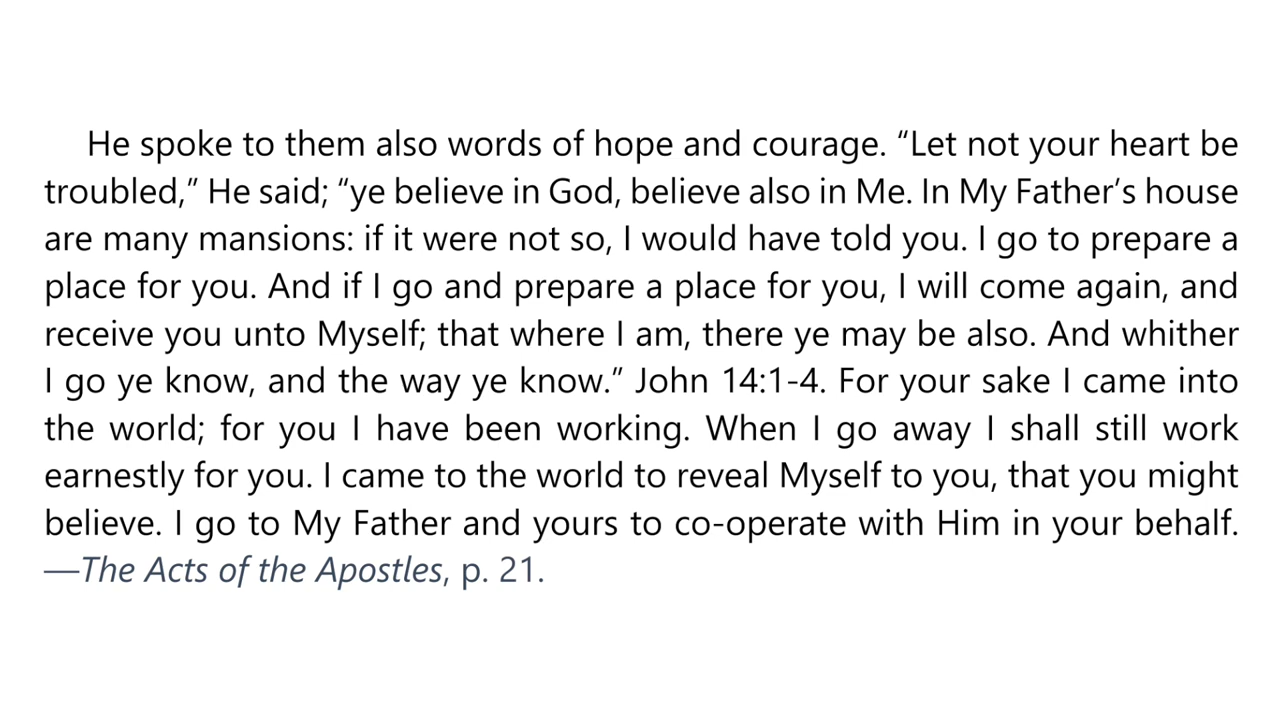 He spoke to them also words of hope and courage. “Let not your heart be
troubled,” He said; “ye believe in God, believe also in Me. In My Father’s house
are many mansions: if it were not so, I would have told you. I go to prepare a
place for you. And if I go and prepare a place for you, I will come again, and
receive you unto Myself; that where I am, there ye may be also. And whither
I go ye know, and the way ye know.” John 14:1-4. For your sake I came into
the world; for you I have been working. When I go away I shall still work
earnestly for you. I came to the world to reveal Myself to you, that you might
believe. I go to My Father and yours to co-operate with Him in your behalf.
—The Acts of the Apostles, p. 21.